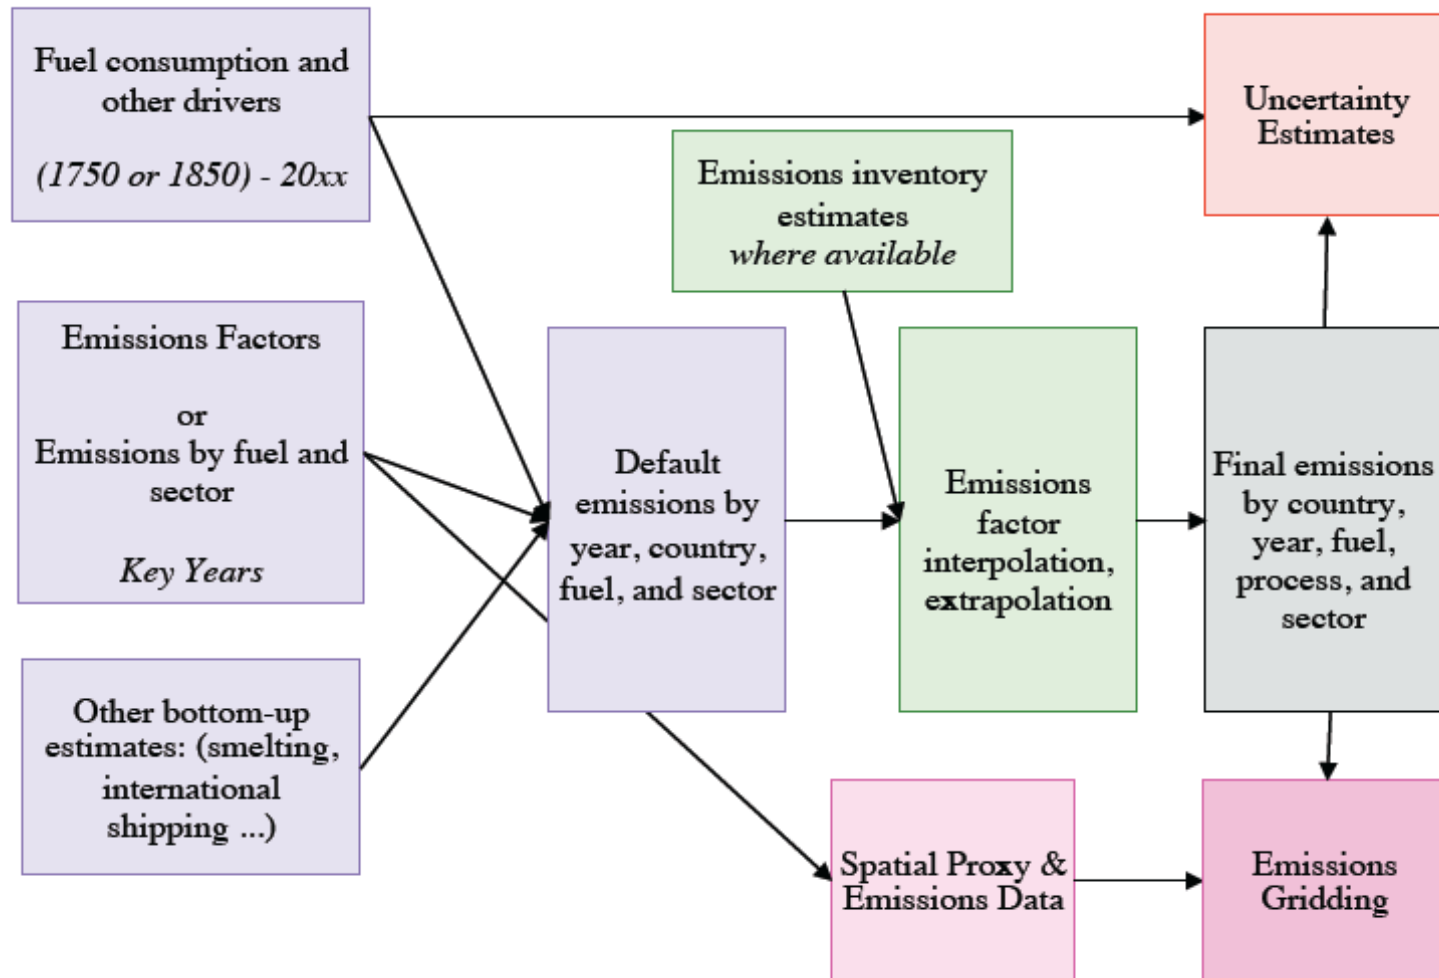 Fuel consumption and
other drivers
(1750 or 1850) - 20xx
Uncertainty
Estimates
Emissions inventory
estimates
where available
Emissions Factors
or
Emissions by fuel and
sector
Key Years
Default
emissions by
year, country,
fuel, and sector
Emissions
factor
interpolation,
extrapolation
Final emissions
by country,
year, fuel,
process, and
sector
Other bottom-up
estimates: (smelting,
international
shipping ...)
Spatial Proxy &
Emissions Data
Emissions
Gridding